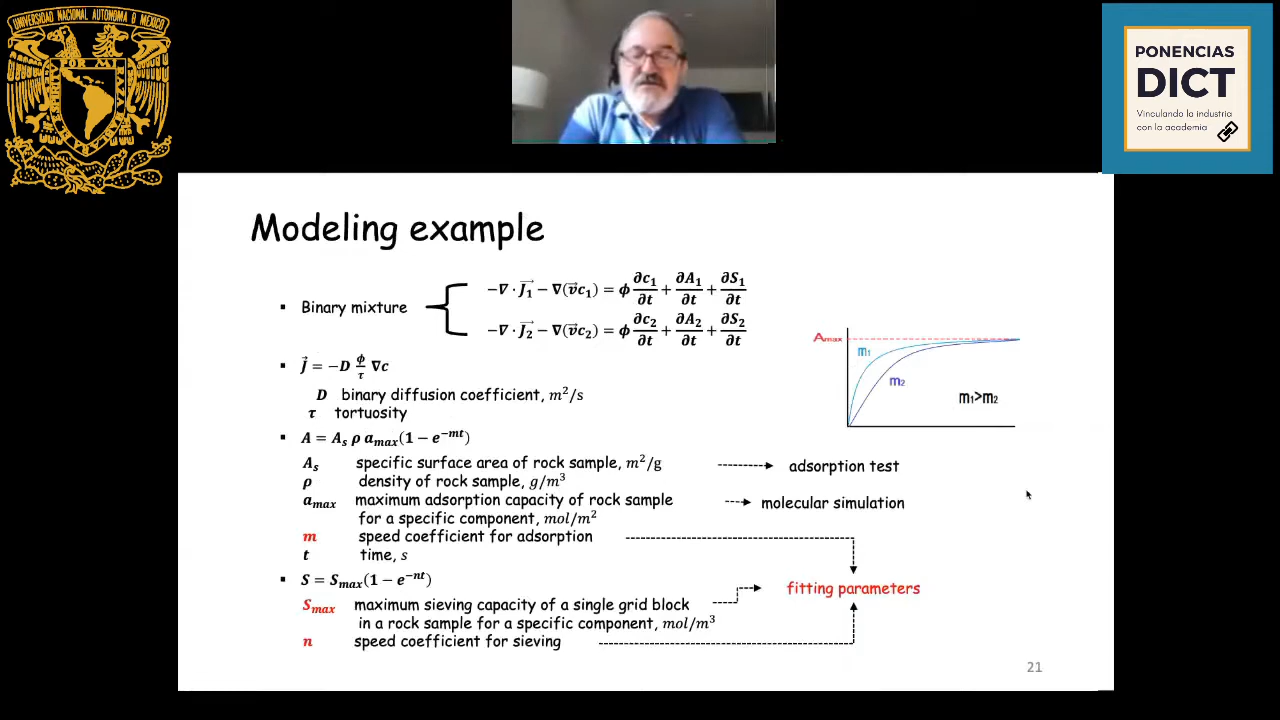 UNIVERSIDAD NACIONAL AUTONOMA DE MEXICO
PONENCIAS
DICT
Vinculando la industria
con la academia
Modeling example
▪ Binary mixture
−∇ · J₁⃗ − ∇(v⃗c₁) = ϕ ∂c₁/∂t + ∂A₁/∂t + ∂S₁/∂t
−∇ · J₂⃗ − ∇(v⃗c₂) = ϕ ∂c₂/∂t + ∂A₂/∂t + ∂S₂/∂t
Amax
m₁
m₂
m₁>m₂
▪ J⃗ = −D ϕ/τ ∇c
D binary diffusion coefficient, m²/s
τ tortuosity
▪ A = Aₛ ρ aₘₐₓ(1 − e⁻ᵐᵗ)
Aₛ specific surface area of rock sample, m²/g adsorption test
ρ density of rock sample, g/m³
aₘₐₓ maximum adsorption capacity of rock sample molecular simulation
for a specific component, mol/m²
m speed coefficient for adsorption
t time, s
▪ S = Sₘₐₓ(1 − e⁻ⁿᵗ)
fitting parameters
Sₘₐₓ maximum sieving capacity of a single grid block
in a rock sample for a specific component, mol/m³
n speed coefficient for sieving
21